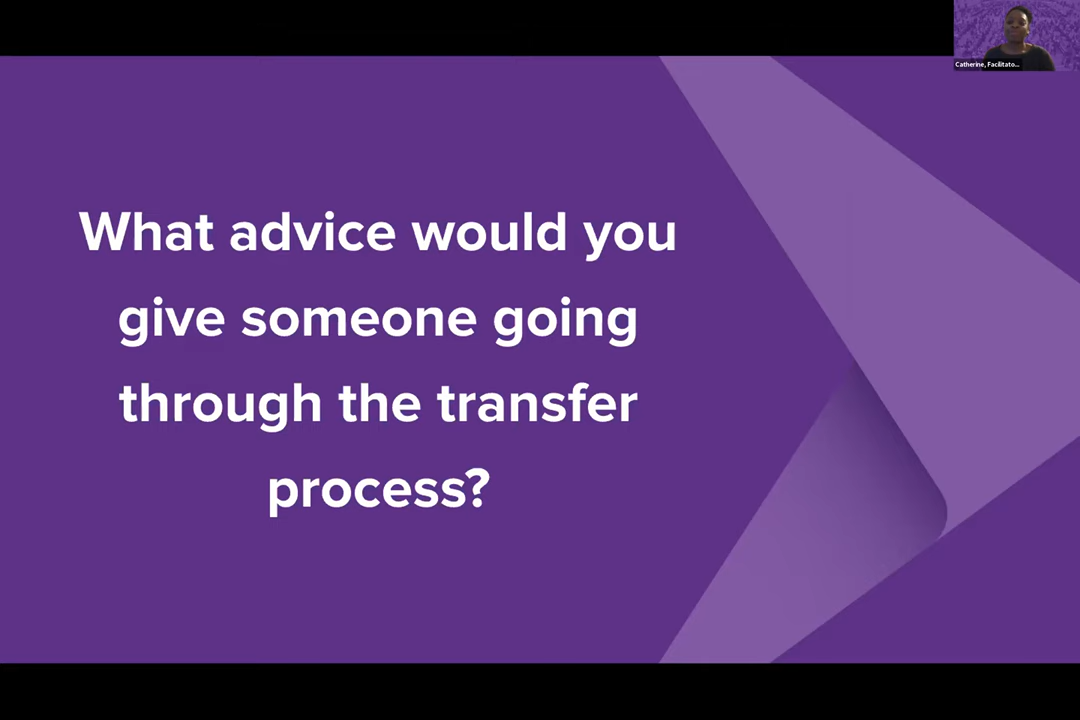 Catherine, Facilitato...
What advice would you
give someone going
through the transfer
process?